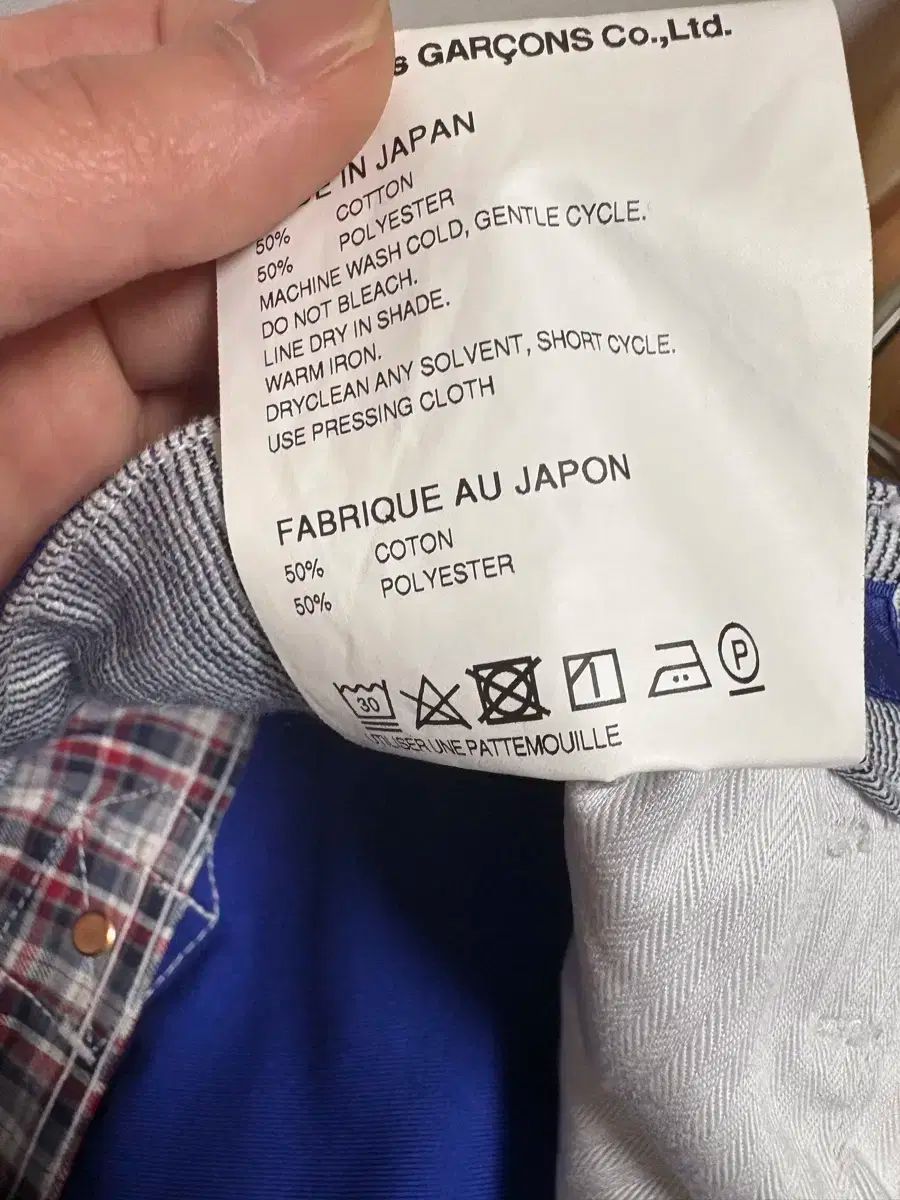 GARÇONS Co.,Ltd.
IN JAPAN
50% COTTON
50% POLYESTER
MACHINE WASH COLD, GENTLE CYCLE.
DO NOT BLEACH.
LINE DRY IN SHADE.
WARM IRON.
DRYCLEAN ANY SOLVENT, SHORT CYCLE.
USE PRESSING CLOTH
FABRIQUE AU JAPON
50% COTON
50% POLYESTER
30 P
UTILISER UNE PATTEMOUILLE